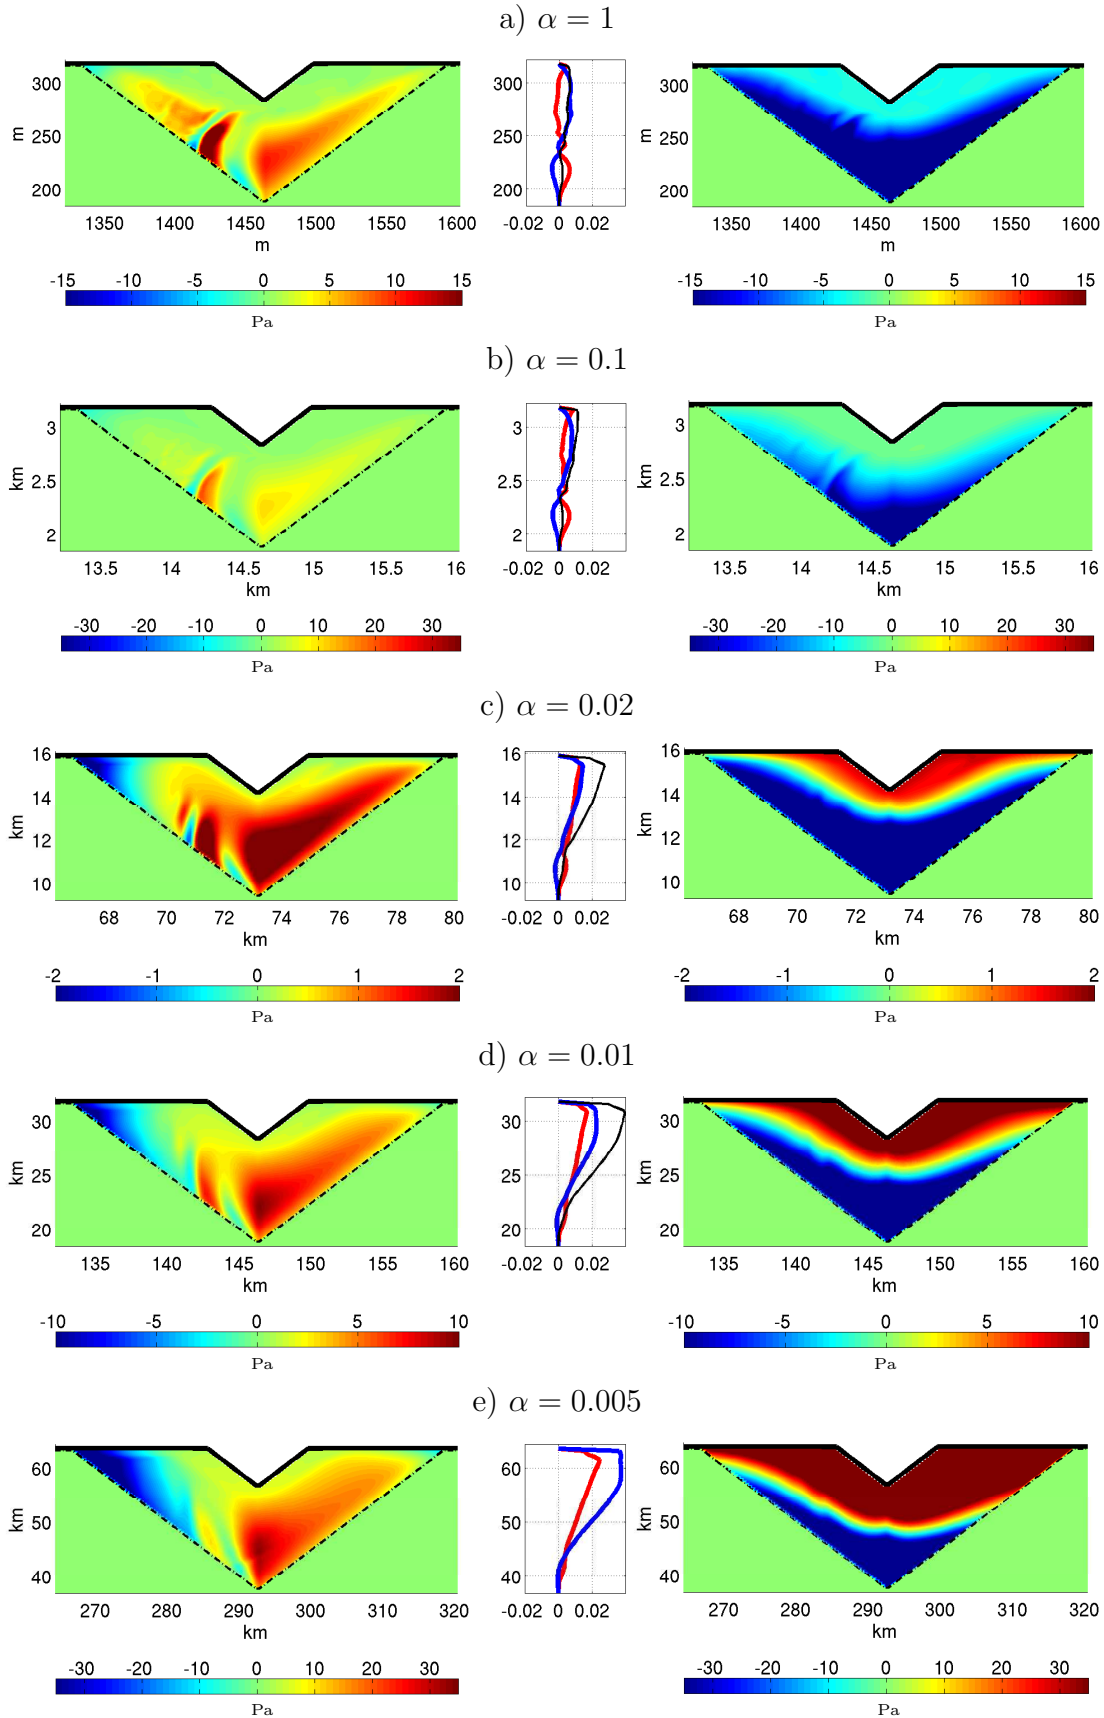 a) α = 1
300 250 200
m
1350 1400 1450 1500 1550 1600
m
-15 -10 -5 0 5 10 15
Pa
300 250 200
-0.02 0 0.02
300 250 200
m
1350 1400 1450 1500 1550 1600
m
-15 -10 -5 0 5 10 15
Pa
b) α = 0.1
3 2.5 2
km
13.5 14 14.5 15 15.5 16
km
-30 -20 -10 0 10 20 30
Pa
3 2.5 2
-0.02 0 0.02
3 2.5 2
km
13.5 14 14.5 15 15.5 16
km
-30 -20 -10 0 10 20 30
Pa
c) α = 0.02
16 14 12 10
km
68 70 72 74 76 78 80
km
-2 -1 0 1 2
Pa
16 14 12 10
-0.02 0 0.02
16 14 12 10
km
68 70 72 74 76 78 80
km
-2 -1 0 1 2
Pa
d) α = 0.01
30 25 20
km
135 140 145 150 155 160
km
-10 -5 0 5 10
Pa
30 25 20
-0.02 0 0.02
30 25 20
km
135 140 145 150 155 160
km
-10 -5 0 5 10
Pa
e) α = 0.005
60 50 40
km
270 280 290 300 310 320
km
-30 -20 -10 0 10 20 30
Pa
60 50 40
-0.02 0 0.02
60 50 40
km
270 280 290 300 310 320
km
-30 -20 -10 0 10 20 30
Pa